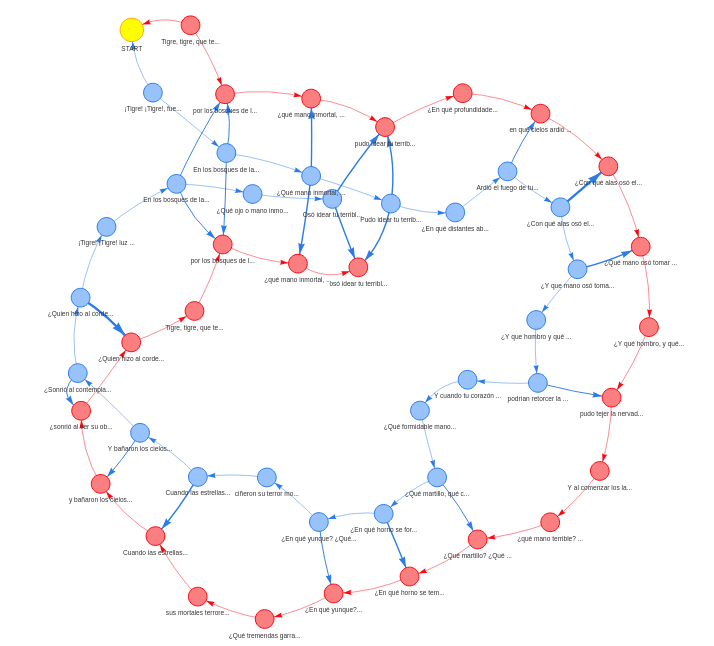 START
Tigre, tigre, que te...
¡Tigre! ¡Tigre!, fue...
por los bosques de l...
¿qué mano inmortal, ...
¿En qué profundidade...
en qué cielos ardió ...
pudo idear tu terrib...
En los bosques de la...
¿Con qué alas osó el...
Ardió el fuego de tu...
¿Qué mano inmortal, ...
En los bosques de la...
¿Qué ojo o mano inmo...
Osó idear tu terribl...
Pudo idear tu terrib...
¿En qué distantes ab...
¿Con qué alas osó el...
¡Tigre! ¡Tigre! luz ...
por los bosques de l...
¿Qué mano osó tomar ...
¿qué mano inmortal, ...
osó idear tu terribl...
¿Y qué mano osó toma...
¿Quien hizo al corde...
Tigre, tigre, que te...
¿Y que hombro y qué ...
¿Y qué hombro, y qué...
¿Quien hizo al corde...
¿Sonrió al contempla...
Y cuando tu corazón ...
podrían retorcer la ...
pudo tejer la nervad...
¿sonrió al ver su ob...
¿Qué formidable mano...
Y bañaron los cielos...
Y al comenzar los la...
Cuando las estrellas...
ciñeron su terror mo...
¿Qué martillo, qué c...
y bañaron los cielos...
¿En qué yunque? ¿Qué...
¿En qué horno se for...
¿qué mano terrible? ...
Cuando las estrellas...
¿Qué martillo? ¿Qué ...
¿En qué horno se tem...
sus mortales terrore...
¿En qué yunque?...
¿Qué tremendas garra...